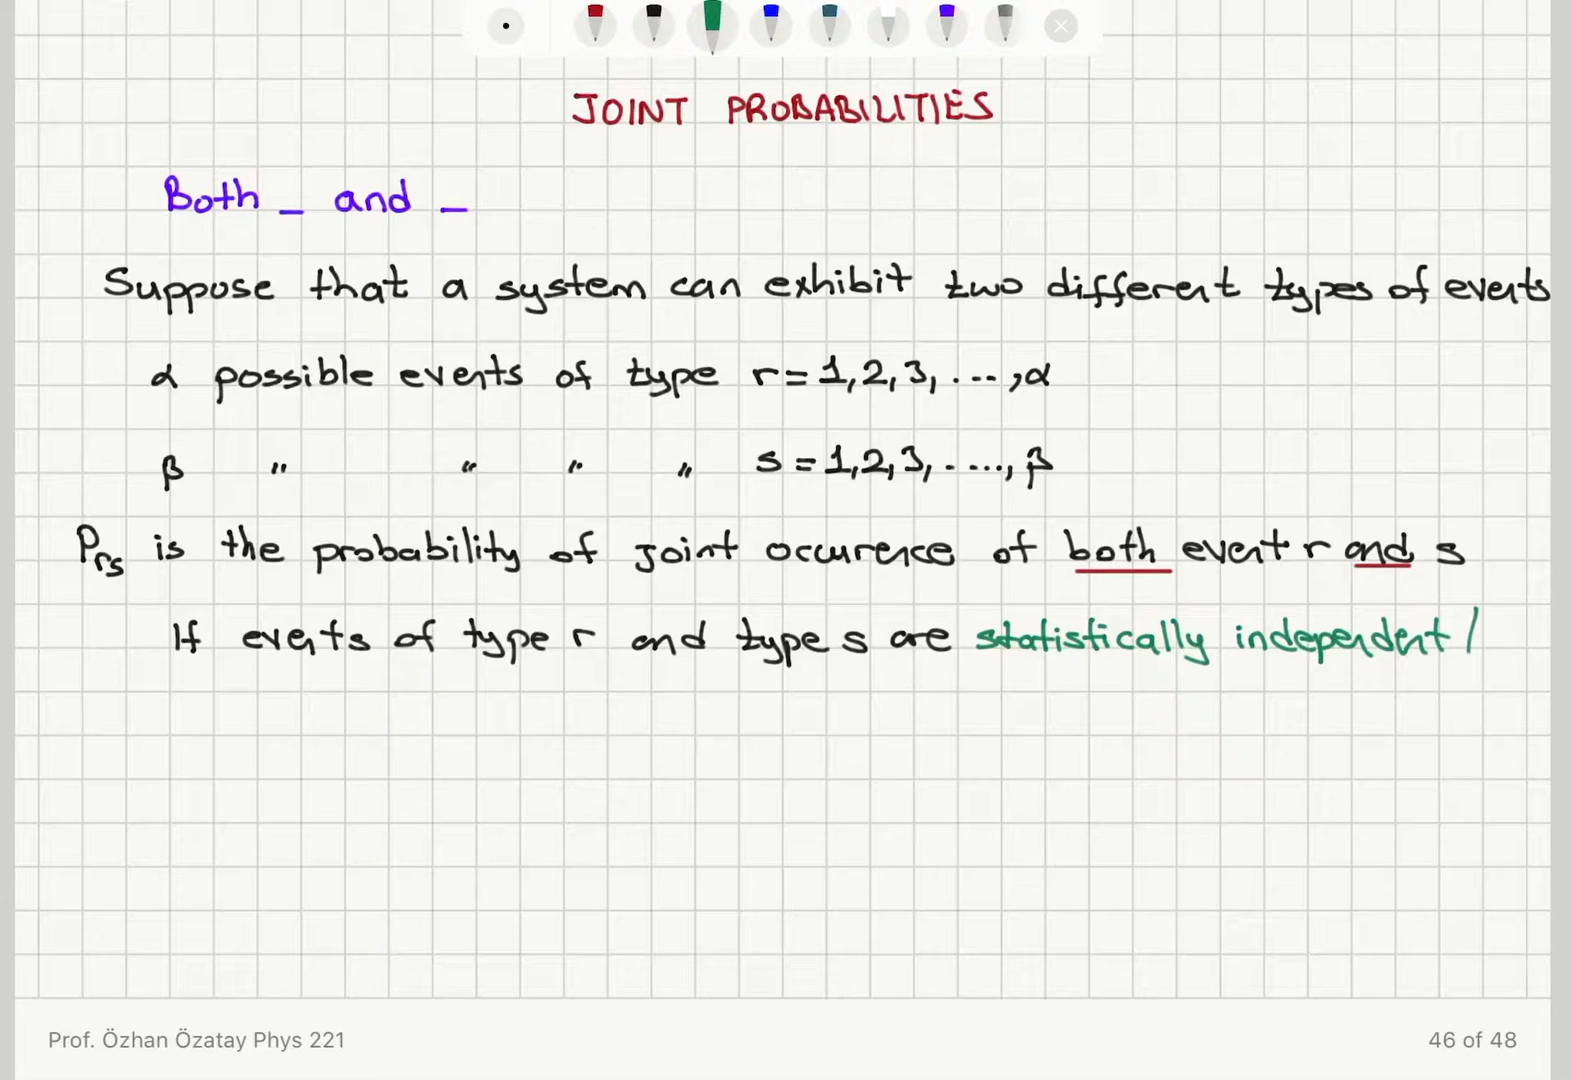 JOINT PROBABILITIES
Both _ and _
Suppose that a system can exhibit two different types of events
α possible events of type r = 1, 2, 3, ..., α
β " " " " s = 1, 2, 3, ...., β
Prs is the probability of joint occurence of both event r and s
If events of type r and type s are statistically independent /
Prof. Özhan Özatay Phys 221
46 of 48